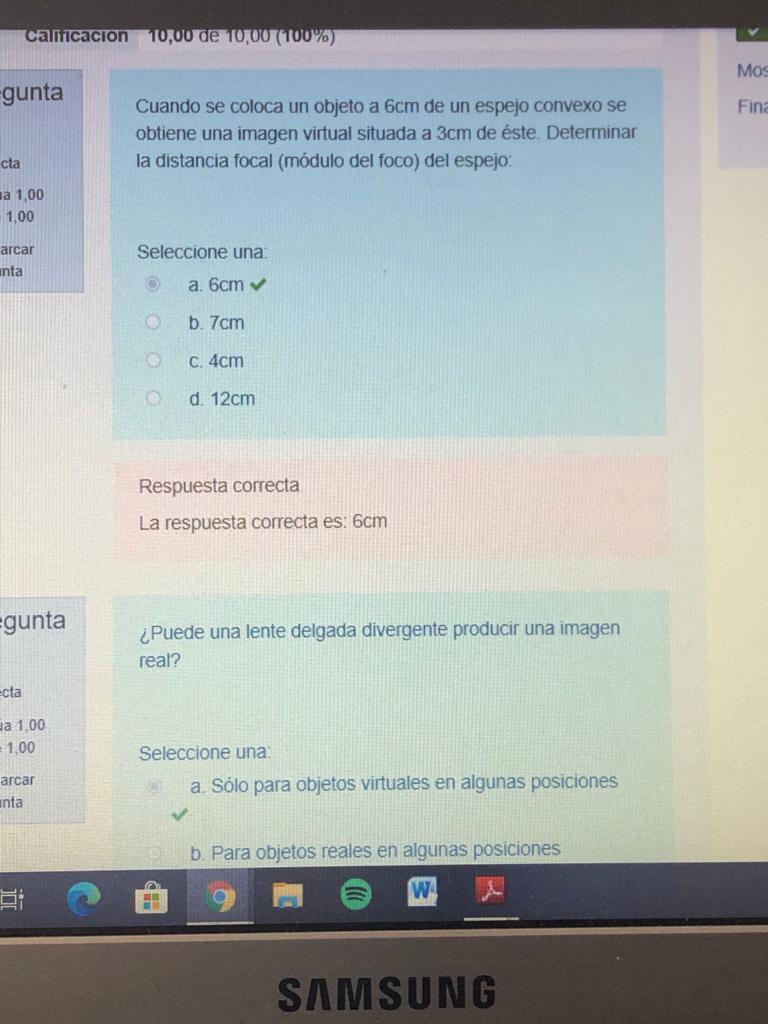 Calificación 10,00 de 10,00 (100%)
gunta
cta
1,00
1,00
arcar
nta
Cuando se coloca un objeto a 6cm de un espejo convexo se
obtiene una imagen virtual situada a 3cm de éste. Determinar
la distancia focal (módulo del foco) del espejo:
Seleccione una:
a. 6cm
b. 7cm
c. 4cm
d. 12cm
Respuesta correcta
La respuesta correcta es: 6cm
Mos
Fina
gunta
cta
1,00
1,00
arcar
nta
¿Puede una lente delgada divergente producir una imagen
real?
Seleccione una:
a. Sólo para objetos virtuales en algunas posiciones
b. Para objetos reales en algunas posiciones
W
SAMSUNG